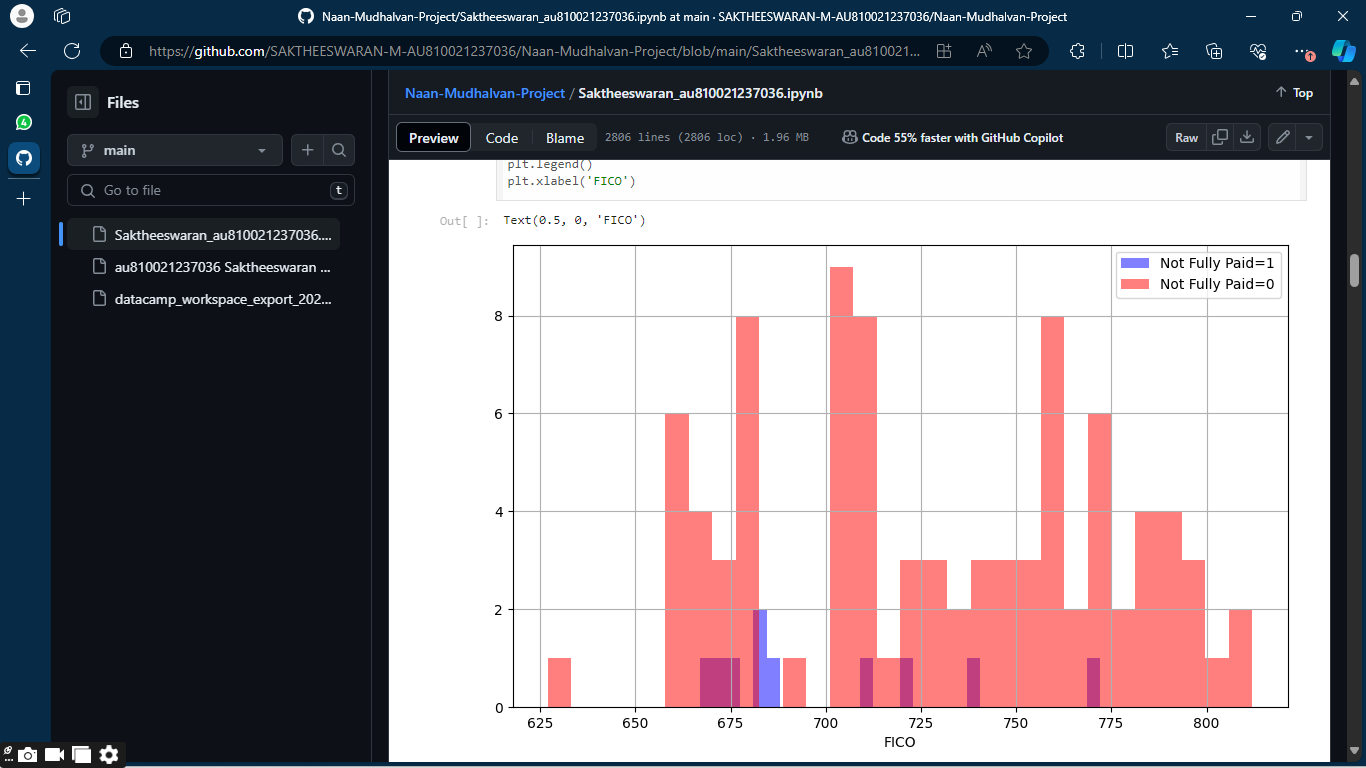 Naan-Mudhalvan-Project/Saktheeswaran_au810021237036.ipynb at main · SAKTHEESWARAN-M-AU810021237036/Naan-Mudhalvan-Project
https://github.com/SAKTHEESWARAN-M-AU810021237036/Naan-Mudhalvan-Project/blob/main/Saktheeswaran_au810021...
4
Files
main
Go to file
t
Saktheeswaran_au810021237036....
au810021237036 Saktheeswaran ...
datacamp_workspace_export_202...
Naan-Mudhalvan-Project / Saktheeswaran_au810021237036.ipynb
Top
Preview Code Blame 2806 lines (2806 loc) · 1.96 MB Code 55% faster with GitHub Copilot Raw
plt.legend()
plt.xlabel('FICO')
Out[ ]: Text(0.5, 0, 'FICO')
Not Fully Paid=1
Not Fully Paid=0
8
6
4
2
0
625 650 675 700 725 750 775 800
FICO